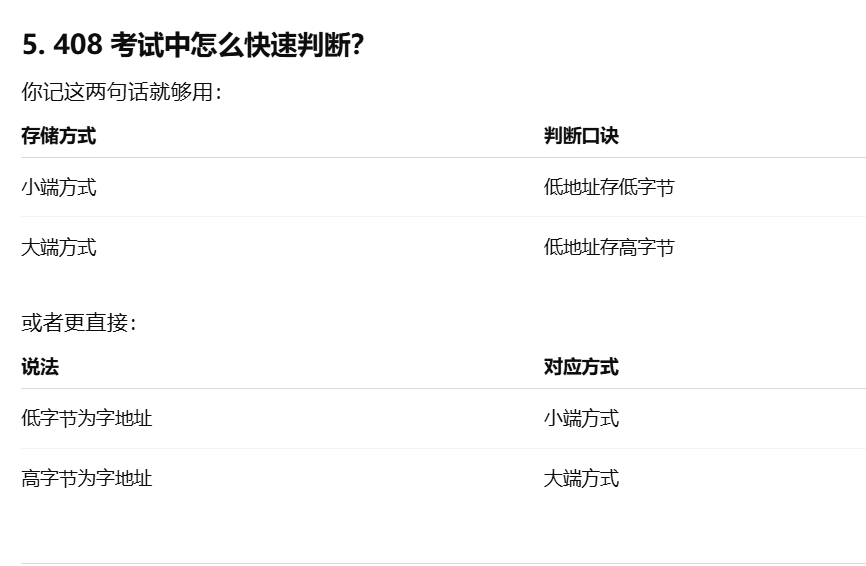 5. 408 考试中怎么快速判断？
你记这两句话就够用：
存储方式 判断口诀
小端方式 低地址存低字节
大端方式 低地址存高字节
或者更直接：
说法 对应方式
低字节为字地址 小端方式
高字节为字地址 大端方式